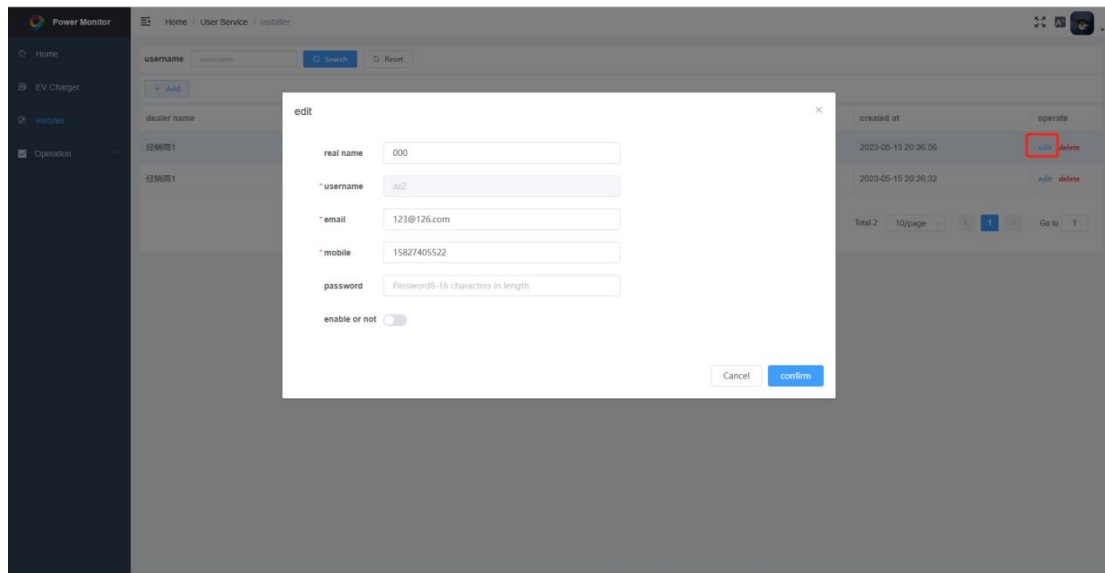 Power Monitor
Home / User Service / Installer
Home
EV Charger
Installer
Operation
username username Search Reset
+ Add
dealer name created at operate
经销商1 2023-05-15 20:36:56 edit delete
经销商1 2023-05-15 20:26:32 edit delete
Total 2 10/page < 1 > Go to 1
edit ×
real name 000
*username az2
*email 123@126.com
*mobile 15827405522
password Password8-16 characters in length
enable or not
Cancel confirm